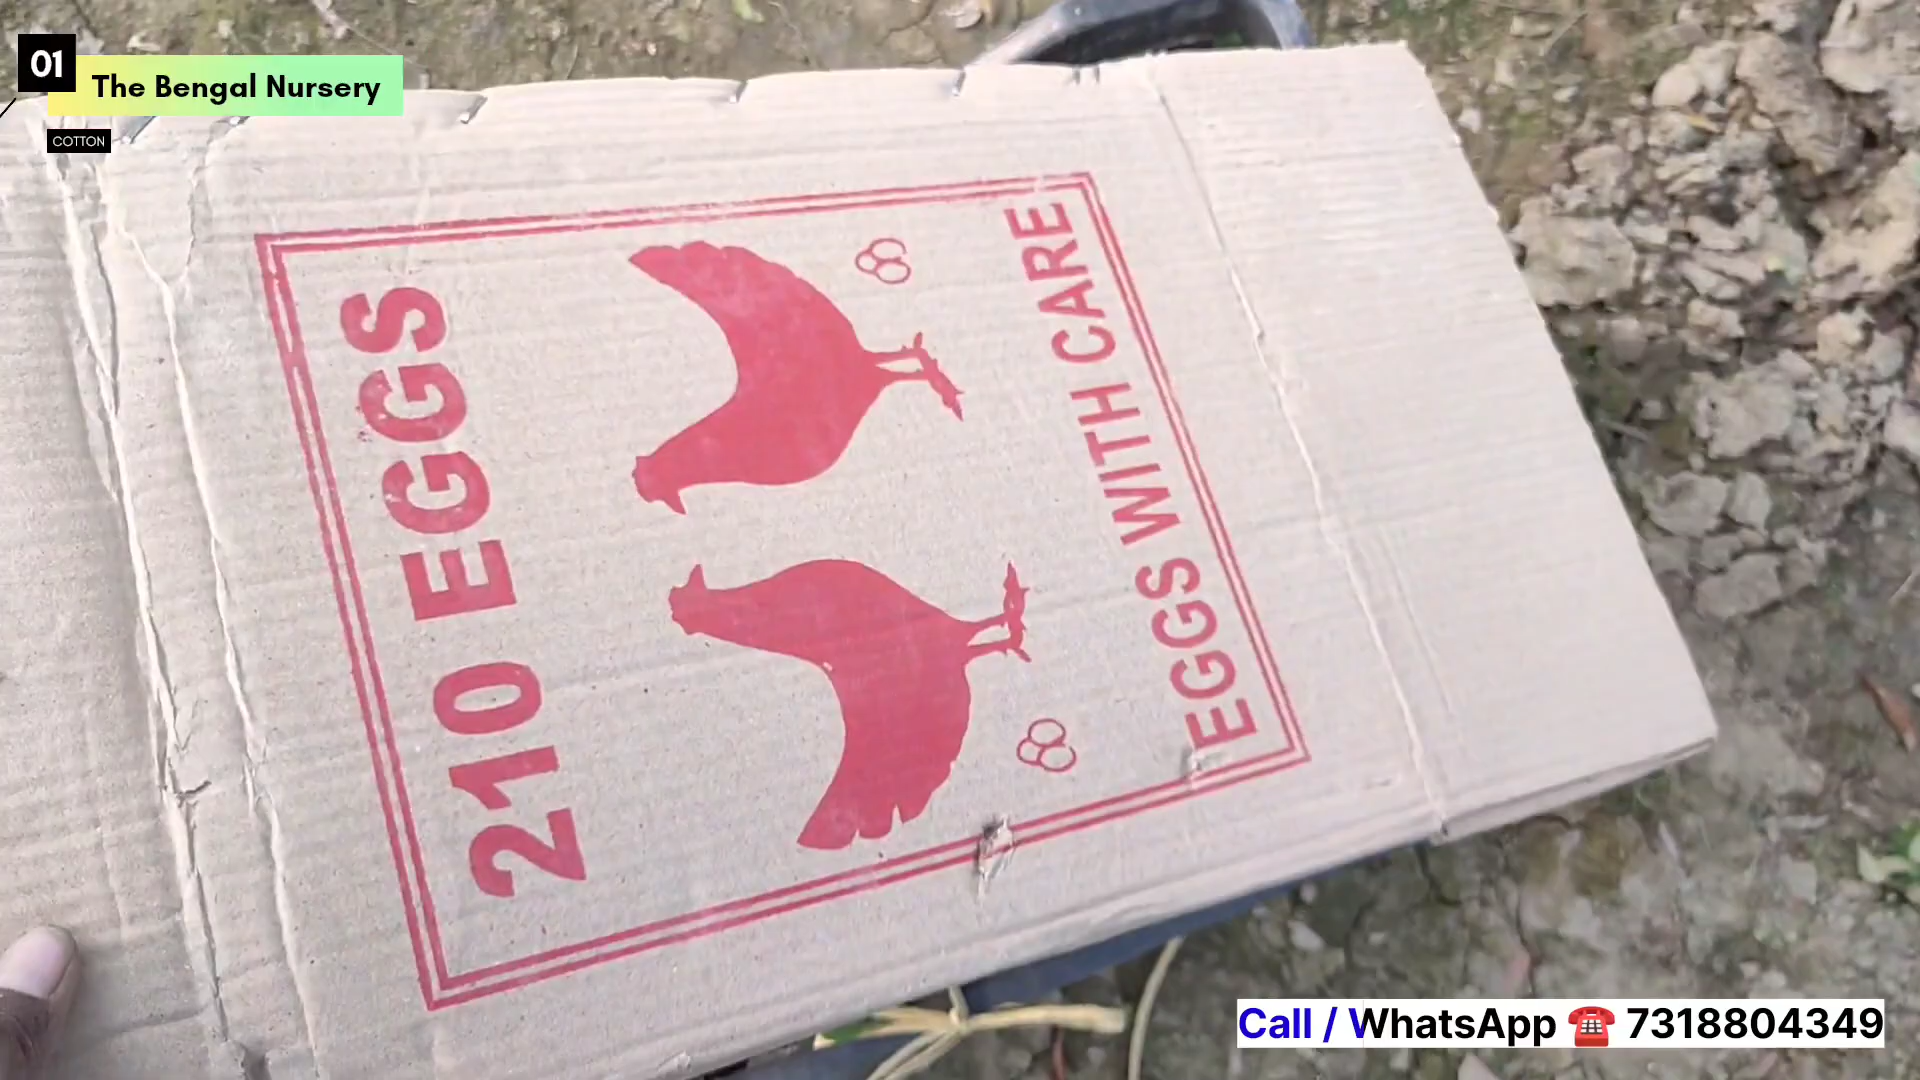 01
The Bengal Nursery
COTTON
210 EGGS
EGGS WITH CARE
Call / WhatsApp ☎️ 7318804349